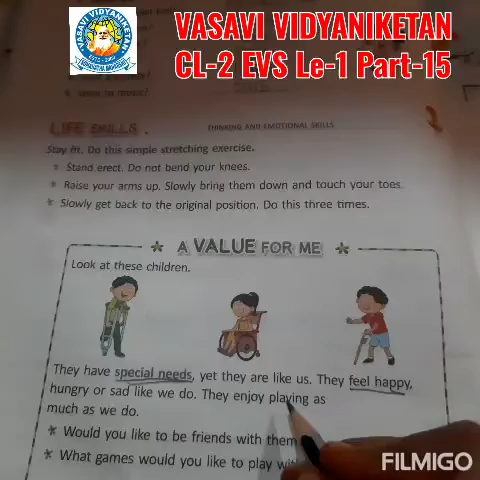 VASAVI VIDYANIKETAN
CL-2 EVS Le-1 Part-15
VASAVI VIDYANIKETAN
LIFE SKILLS
THINKING AND EMOTIONAL SKILLS
2
Stay fit. Do this simple stretching exercise.
* Stand erect. Do not bend your knees.
* Raise your arms up. Slowly bring them down and touch your toes.
* Slowly get back to the original position. Do this three times.
* A VALUE FOR ME *
Look at these children.
They have special needs, yet they are like us. They feel happy,
hungry or sad like we do. They enjoy playing as
much as we do.
* Would you like to be friends with them
* What games would you like to play with
FILMIGO